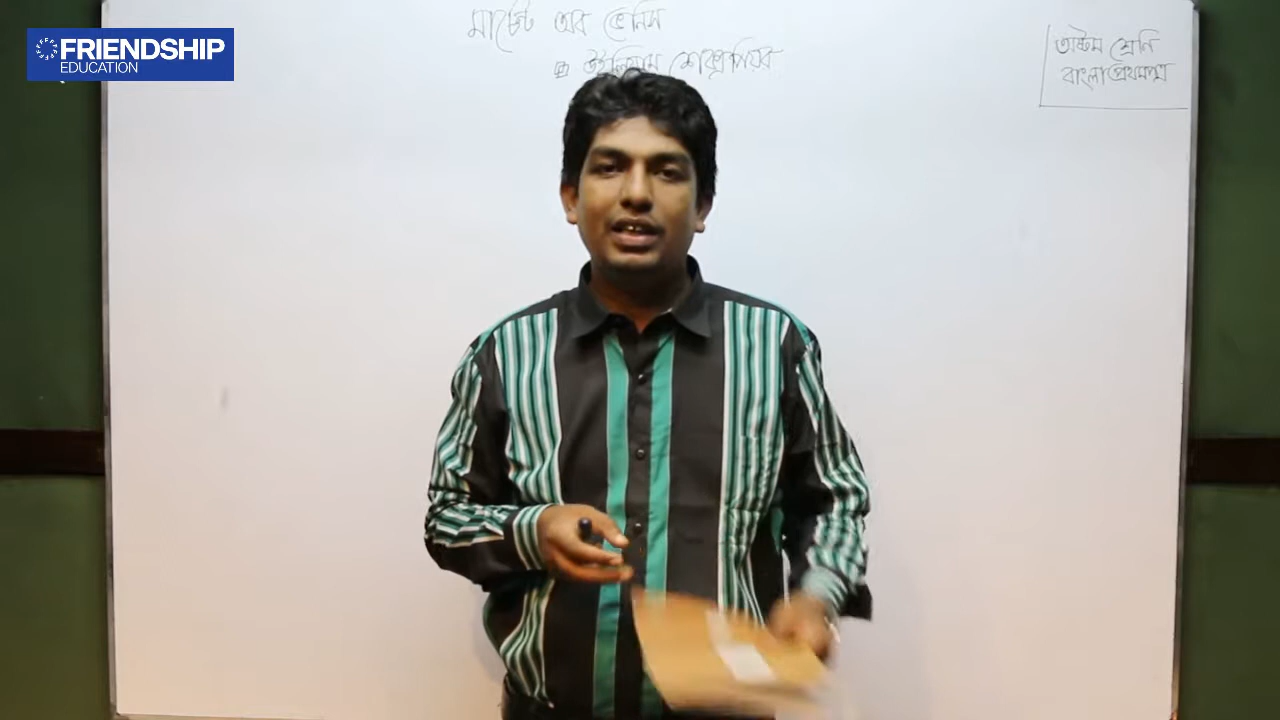 FRIENDSHIP
EDUCATION
মার্চেন্ট অব ভেনিস
উইলিয়াম শেক্সপিয়র
অষ্টম শ্রেনি
বাংলা প্রথমপত্র